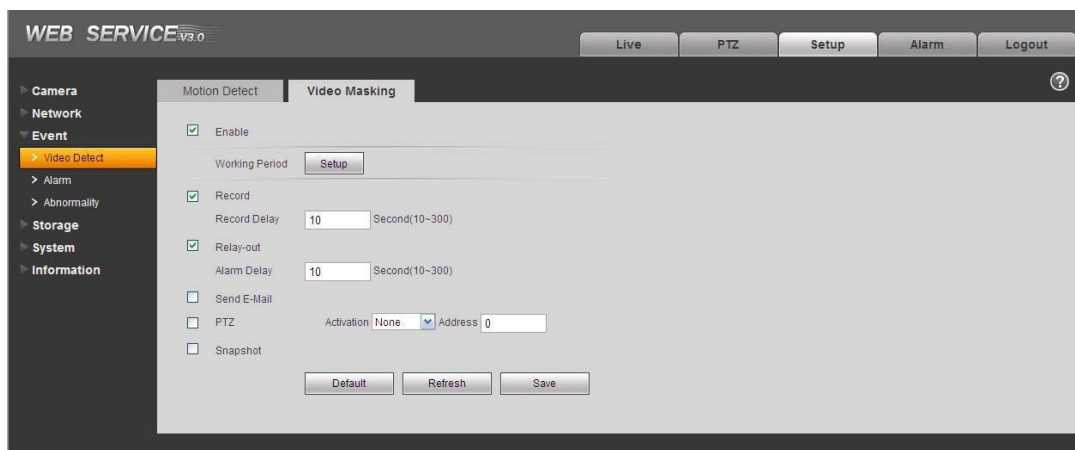 WEB SERVICE V3.0
Live PTZ Setup Alarm Logout
?
Camera
Network
Event
> Video Detect
> Alarm
> Abnormality
Storage
System
Information
Motion Detect Video Masking
Enable
Working Period Setup
Record
Record Delay 10 Second(10~300)
Relay-out
Alarm Delay 10 Second(10~300)
Send E-Mail
PTZ Activation None Address 0
Snapshot
Default Refresh Save